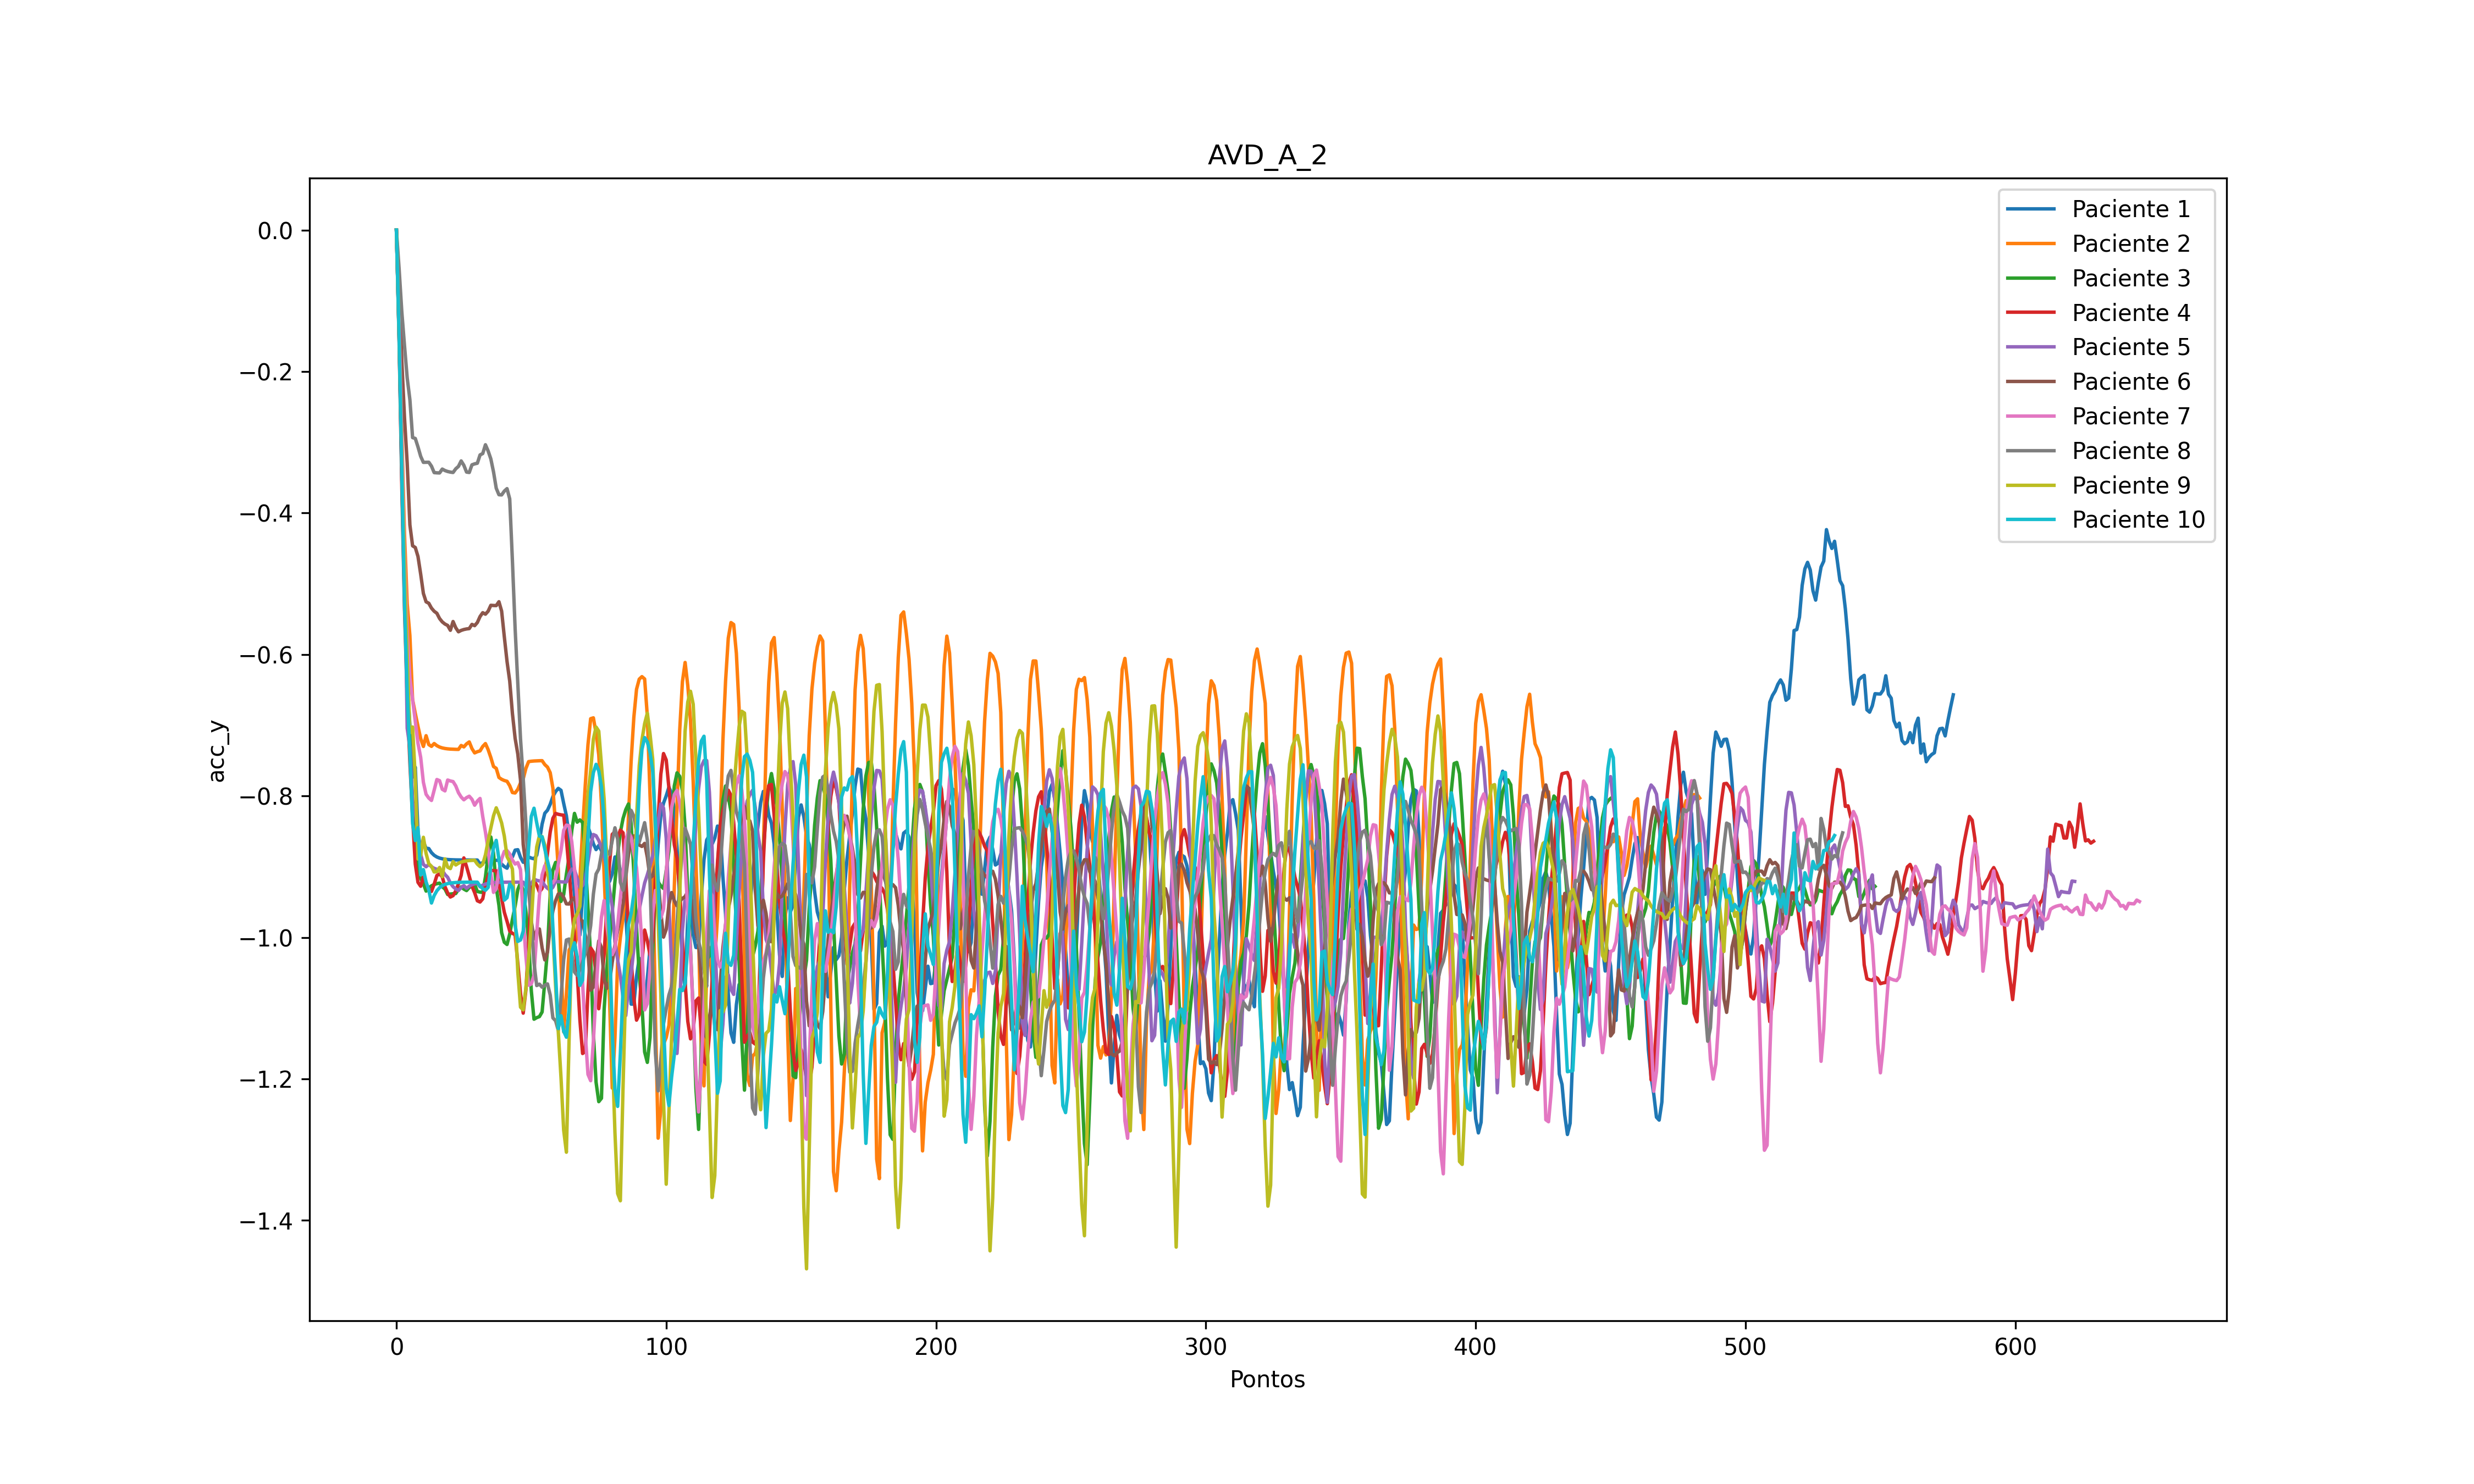 AVD_A_2
Paciente 1
Paciente 2
Paciente 3
Paciente 4
Paciente 5
Paciente 6
Paciente 7
Paciente 8
Paciente 9
Paciente 10
0.0
−0.2
−0.4
−0.6
−0.8
−1.0
−1.2
−1.4
acc_y
0 100 200 300 400 500 600
Pontos